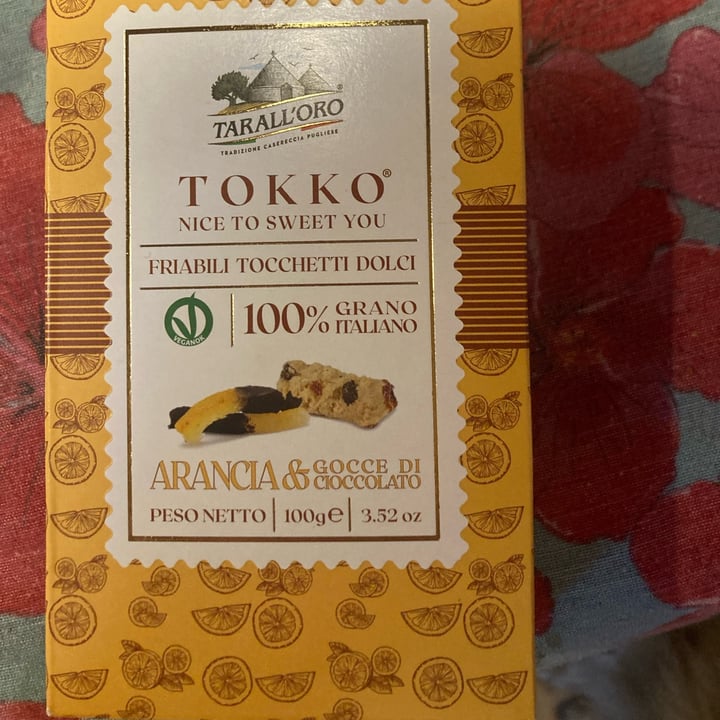 TARALL'ORO®
TRADIZIONE CASERECCIA PUGLIESE
TOKKO®
NICE TO SWEET YOU
FRIABILI TOCCHETTI DOLCI
VEGANOK
100% GRANO
ITALIANO
ARANCIA & GOCCE DI
CIOCCOLATO
PESO NETTO | 100g℮ | 3.52 oz